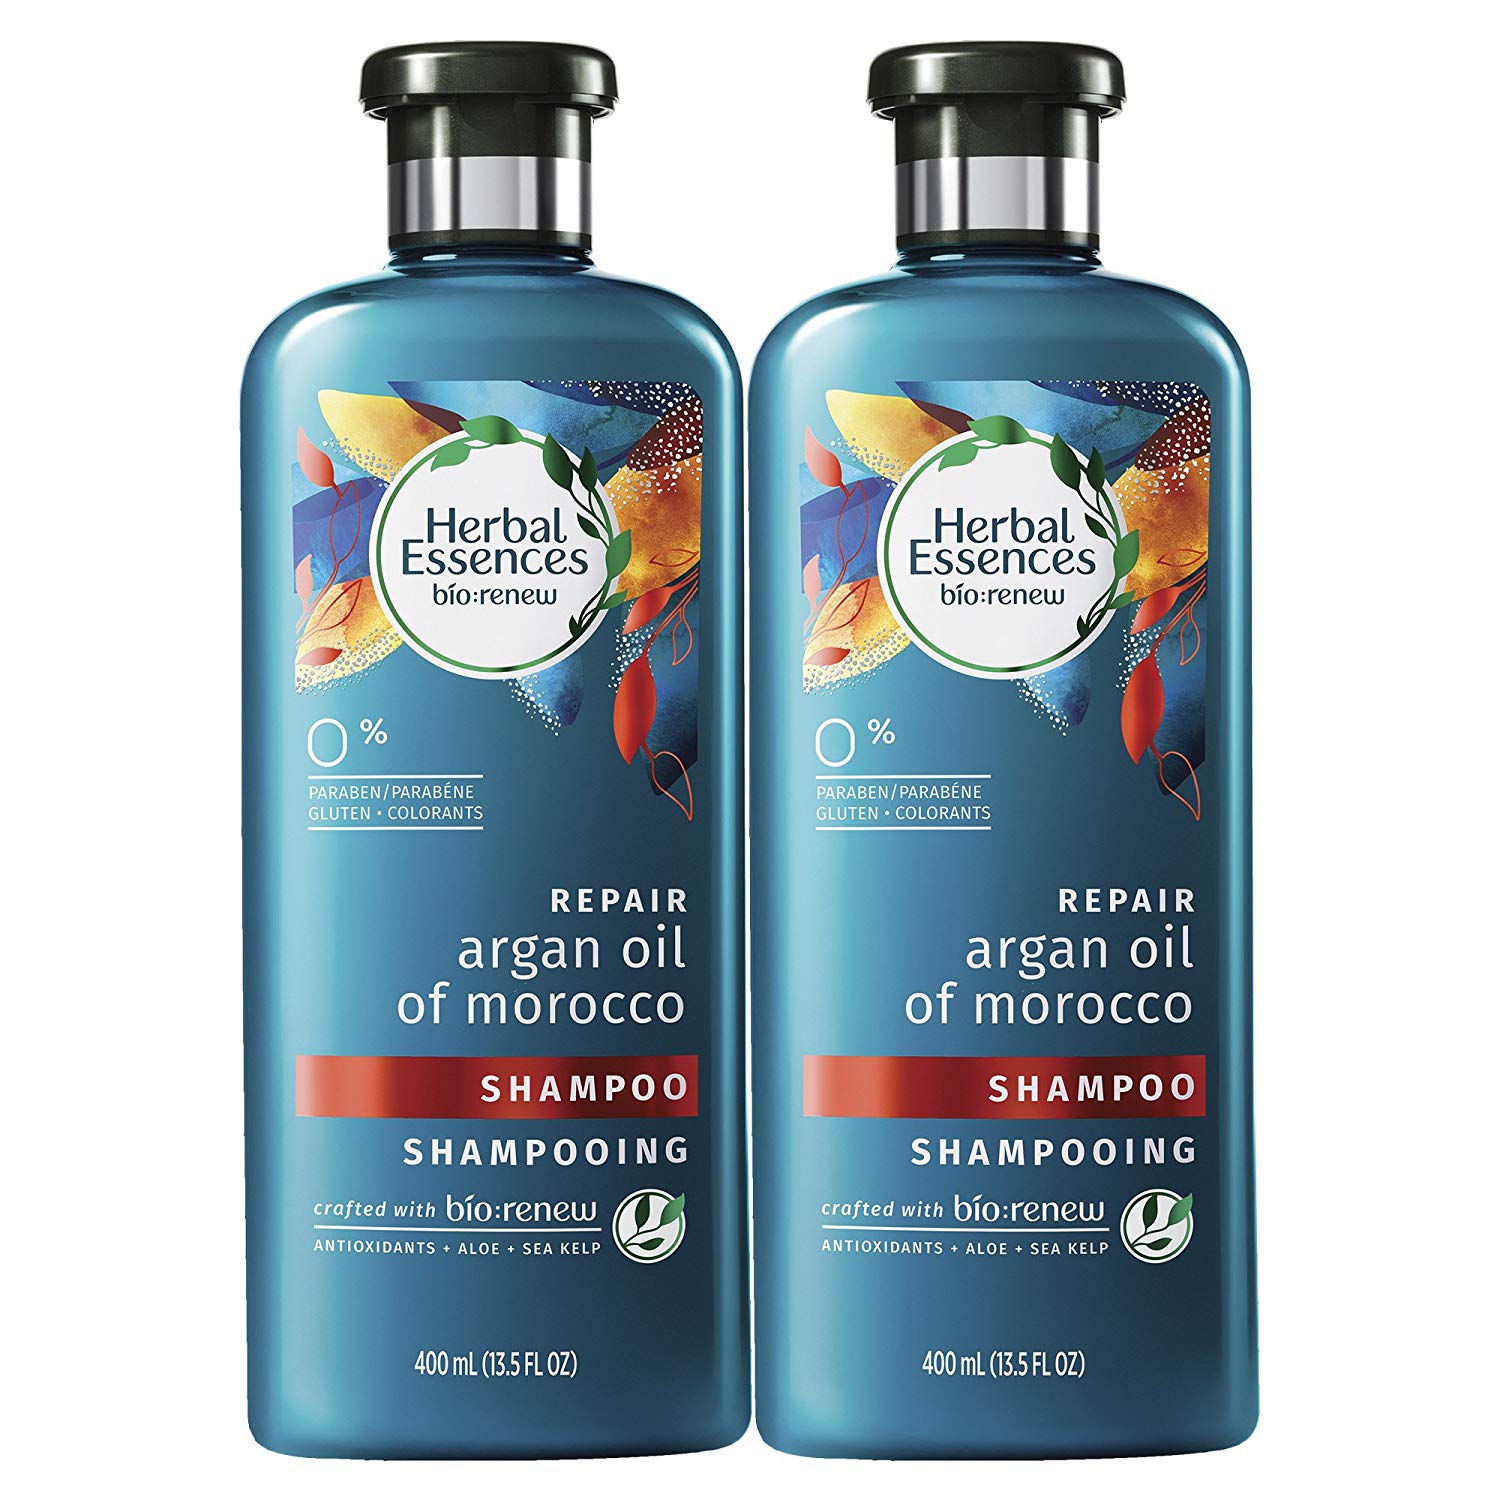 Herbal
Essences
bío:renew
0%
PARABEN/PARABÉNE
GLUTEN • COLORANTS
REPAIR
argan oil
of morocco
SHAMPOO
SHAMPOOING
crafted with bío:renew
ANTIOXIDANTS + ALOE + SEA KELP
400 mL (13.5 FL OZ)
Herbal
Essences
bío:renew
0%
PARABEN/PARABÉNE
GLUTEN • COLORANTS
REPAIR
argan oil
of morocco
SHAMPOO
SHAMPOOING
crafted with bío:renew
ANTIOXIDANTS + ALOE + SEA KELP
400 mL (13.5 FL OZ)